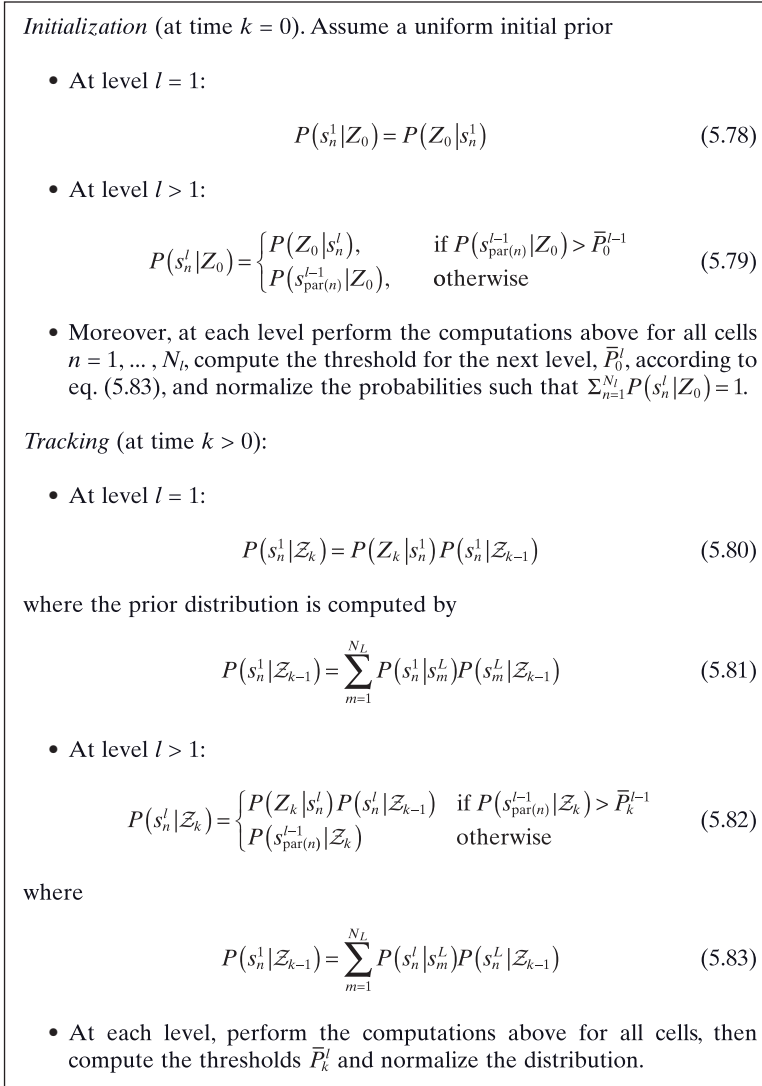 Initialization (at time k = 0). Assume a uniform initial prior
• At level l = 1:
P(s_n^1|Z_0) = P(Z_0|s_n^1) (5.78)
• At level l > 1:
P(s_n^l|Z_0) = { P(Z_0|s_n^l), if P(s_{par(n)}^{l−1}|Z_0) > P̄_0^{l−1}
P(s_{par(n)}^{l−1}|Z_0), otherwise (5.79)
• Moreover, at each level perform the computations above for all cells
n = 1, ... , N_l, compute the threshold for the next level, P̄_0^l, according to
eq. (5.83), and normalize the probabilities such that Σ_{n=1}^{N_l} P(s_n^l|Z_0) = 1.
Tracking (at time k > 0):
• At level l = 1:
P(s_n^1|𝒵_k) = P(Z_k|s_n^1)P(s_n^1|𝒵_{k−1}) (5.80)
where the prior distribution is computed by
P(s_n^1|𝒵_{k−1}) = Σ_{m=1}^{N_L} P(s_n^1|s_m^L)P(s_m^L|𝒵_{k−1}) (5.81)
• At level l > 1:
P(s_n^l|𝒵_k) = { P(Z_k|s_n^l)P(s_n^l|𝒵_{k−1}) if P(s_{par(n)}^{l−1}|𝒵_k) > P̄_k^{l−1}
P(s_{par(n)}^{l−1}|𝒵_k) otherwise (5.82)
where
P(s_n^1|𝒵_{k−1}) = Σ_{m=1}^{N_L} P(s_n^l|s_m^L)P(s_n^L|𝒵_{k−1}) (5.83)
• At each level, perform the computations above for all cells, then
compute the thresholds P̄_k^l and normalize the distribution.